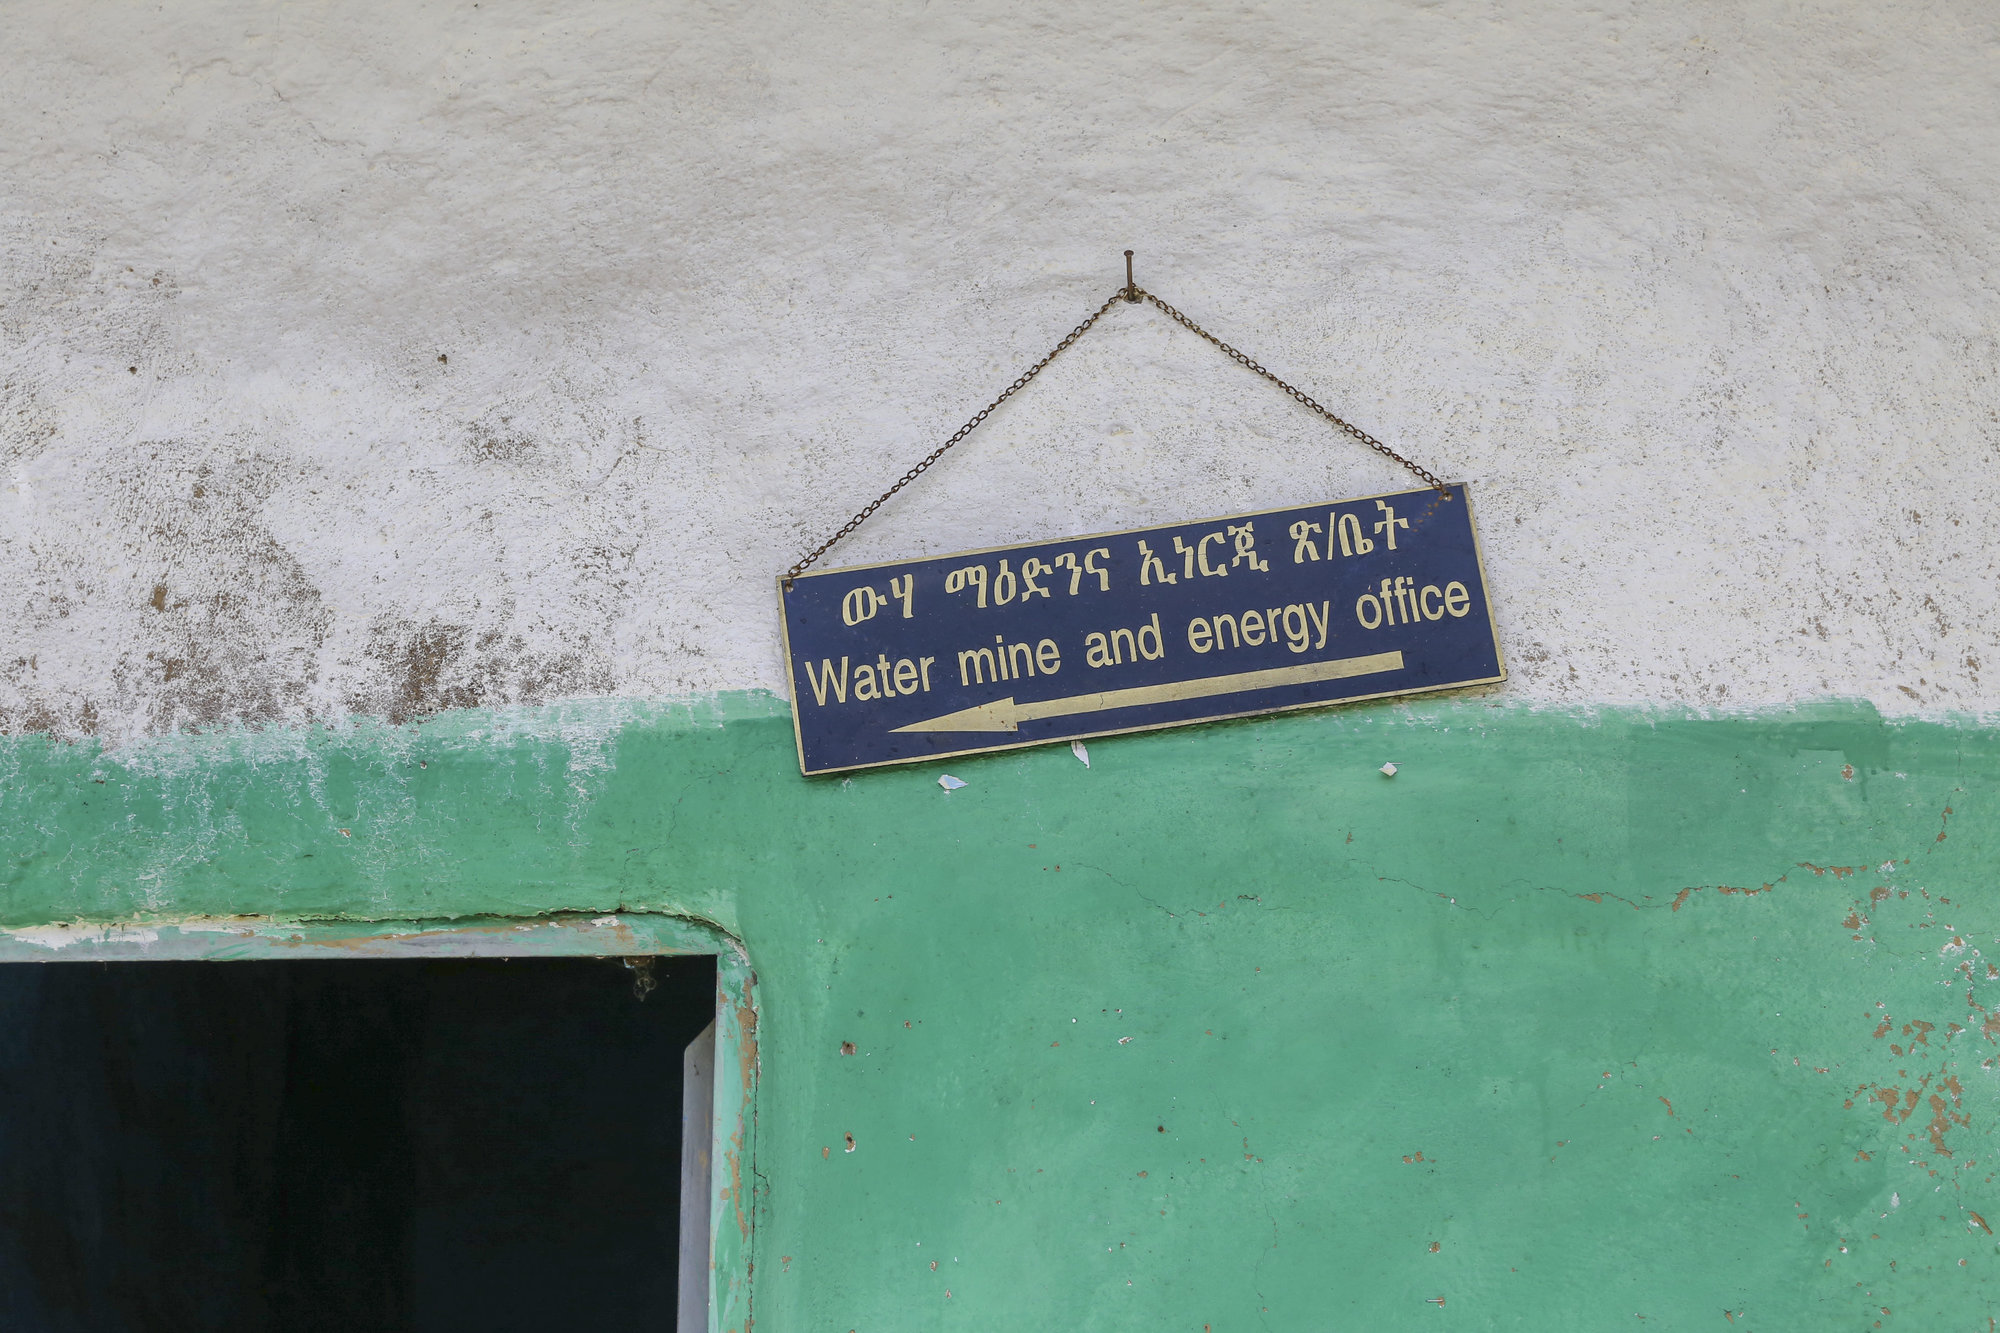 ውሃ ማዕድንና ኢነርጂ ጽ/ቤት
Water mine and energy office